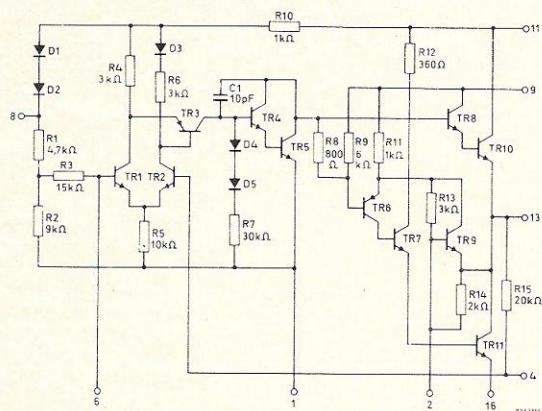 R10
1kΩ
11
D1
D3
R4
3kΩ
R6
3kΩ
R12
360Ω
D2
C1
10pF
9
8
TR3
TR4
TR8
R1
4,7kΩ
D4
TR5
R8
800
Ω
R9
6
kΩ
R11
1kΩ
TR10
R3
15kΩ
TR1
TR2
D5
TR6
R13
3kΩ
13
R2
9kΩ
R5
10kΩ
R7
30kΩ
TR7
TR9
R14
2kΩ
R15
20kΩ
TR11
4
6
1
2
16